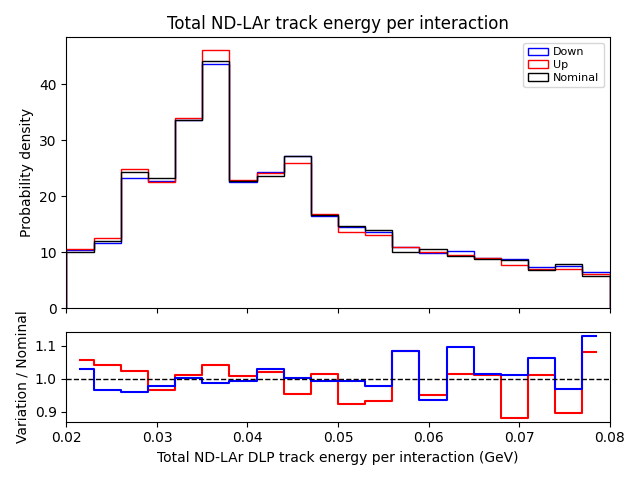 Total ND-LAr track energy per interaction
Probability density
40
30
20
10
0
Down
Up
Nominal
Variation / Nominal
1.1
1.0
0.9
0.02 0.03 0.04 0.05 0.06 0.07 0.08
Total ND-LAr DLP track energy per interaction (GeV)